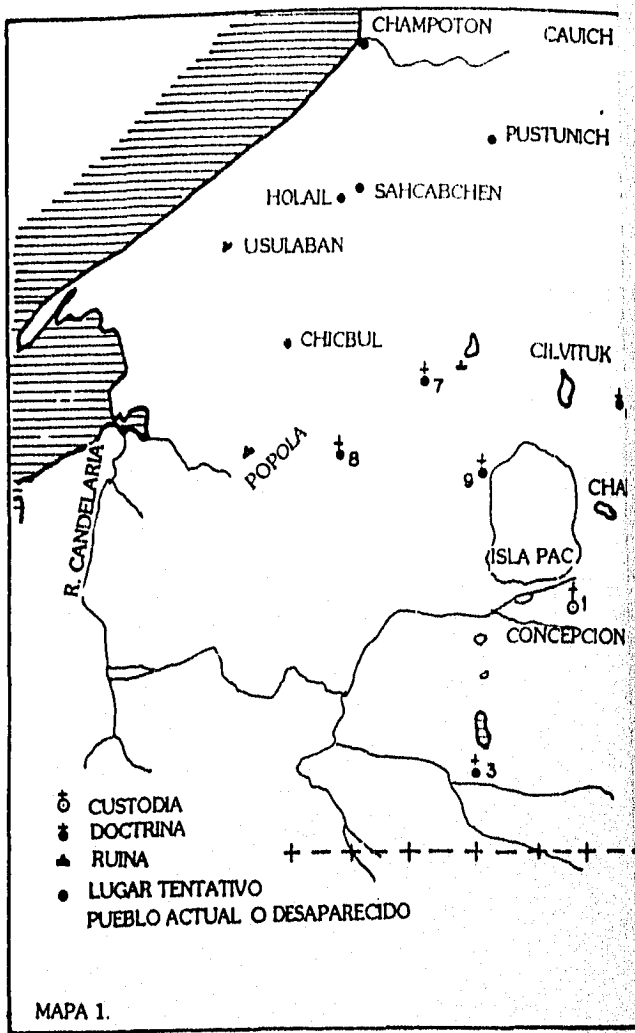 CHAMPOTON
CAUICH
PUSTUNICH
HOLAIL
SAHCABCHEN
USULABAN
CHICBUL
CILVITUK
7
8
POPOLA
9
CHA
R. CANDELARIA
ISLA PAC
1
CONCEPCION
3
CUSTODIA
DOCTRINA
RUINA
LUGAR TENTATIVO
PUEBLO ACTUAL O DESAPARECIDO
MAPA 1.